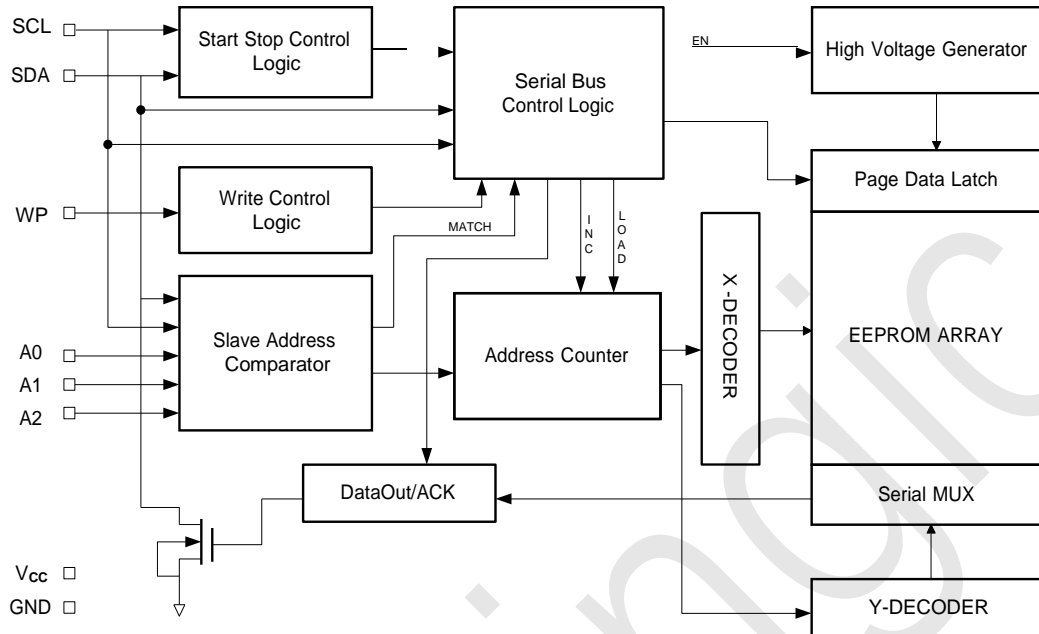 SCL
SDA
WP
A0
A1
A2
Vcc
GND
Start Stop Control
Logic
Write Control
Logic
Slave Address
Comparator
Serial Bus
Control Logic
MATCH
INC
LOAD
Address Counter
DataOut/ACK
EN
High Voltage Generator
Page Data Latch
X-DECODER
EEPROM ARRAY
Serial MUX
Y-DECODER